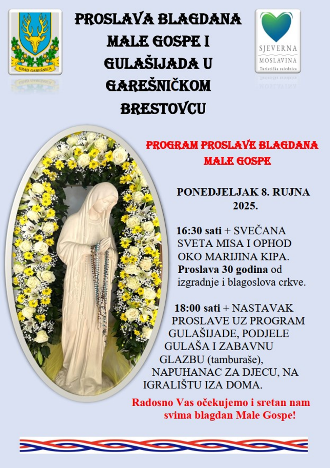 PROSLAVA BLAGDANA
MALE GOSPE I
GULAŠIJADA U
GAREŠNIČKOM
BRESTOVCU
SJEVERNA
MOSLAVINA
PROGRAM PROSLAVE BLAGDANA
MALE GOSPE
PONEDJELJAK 8. RUJNA
2025.
16:30 sati + SVEČANA
SVETA MISA I OPHOD
OKO MARIJINA KIPA.
Proslava 30 godina od
izgradnje i blagoslova crkve.
18:00 sati + NASTAVAK
PROSLAVE UZ PROGRAM
GULAŠIJADE, PODJELE
GULAŠA I ZABAVNU
GLAZBU (tamburaše),
NAPUHANAC ZA DJECU, NA
IGRALIŠTU IZA DOMA.
Radosno Vas očekujemo i sretan nam
svima blagdan Male Gospe!